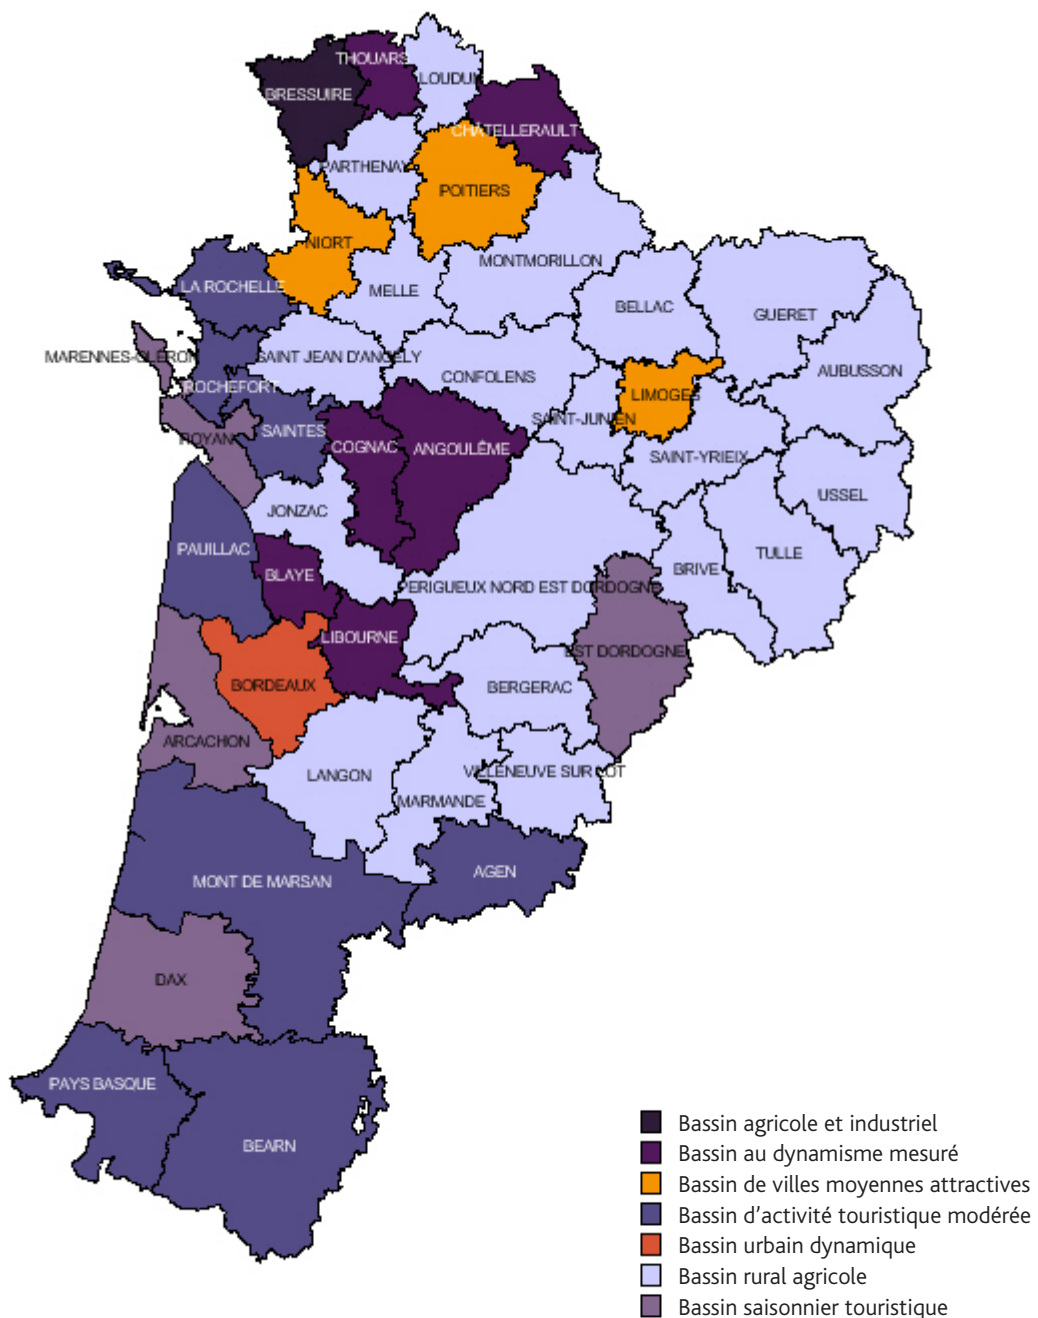 THOUARS
LOUDUN
BRESSUIRE
CHÂTELLERAULT
PARTHENAY
POITIERS
NIORT
MONTMORILLON
LA ROCHELLE
MELLE
BELLAC
GUERET
MARENNES-OLERON
SAINT JEAN D'ANGELY
AUBUSSON
CONFOLENS
ROCHEFORT
LIMOGES
SAINT-JUNIEN
ROYAN
SAINTES
COGNAC
ANGOULÊME
SAINT-YRIEIX
USSEL
JONZAC
PAUILLAC
TULLE
BRIVE
BLAYE
PERIGUEUX NORD EST DORDOGNE
LIBOURNE
EST DORDOGNE
BORDEAUX
BERGERAC
ARCACHON
LANGON
VILLENEUVE SUR LOT
MARMANDE
AGEN
MONT DE MARSAN
DAX
PAYS BASQUE
BEARN
Bassin agricole et industriel
Bassin au dynamisme mesuré
Bassin de villes moyennes attractives
Bassin d'activité touristique modérée
Bassin urbain dynamique
Bassin rural agricole
Bassin saisonnier touristique